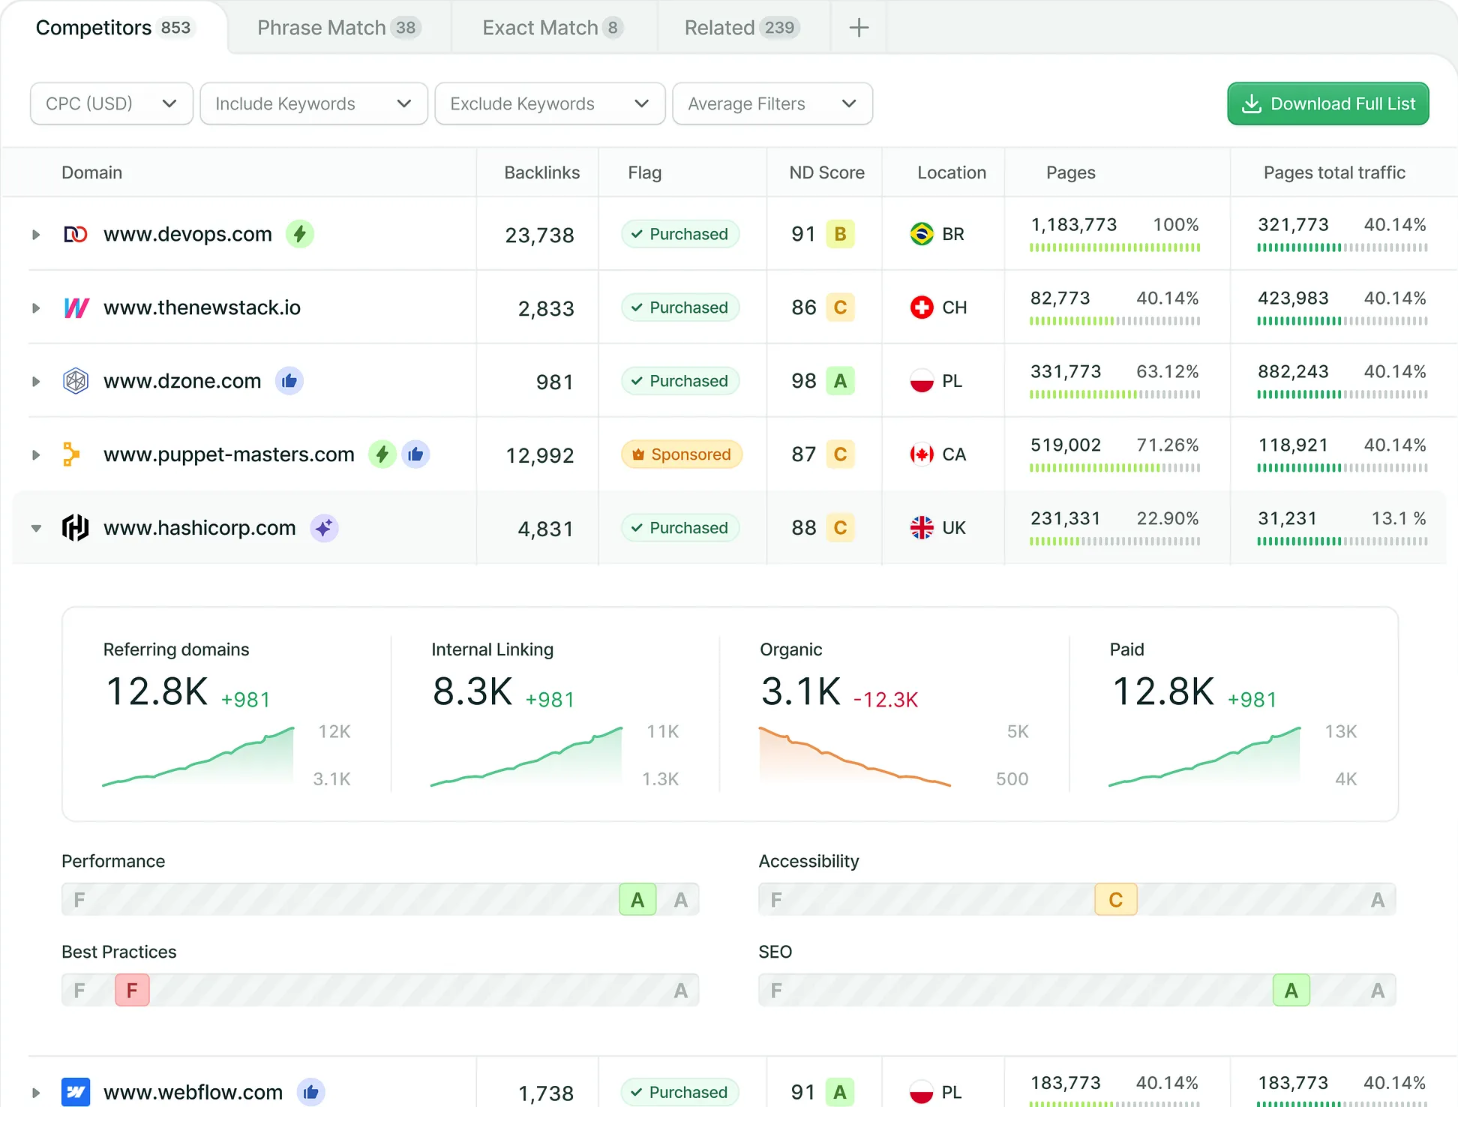 Competitors 853 Phrase Match 38 Exact Match 8 Related 239 +
CPC (USD) Include Keywords Exclude Keywords Average Filters Download Full List
Domain Backlinks Flag ND Score Location Pages Pages total traffic
www.devops.com 23,738 Purchased 91 B BR 1,183,773 100% 321,773 40.14%
www.thenewstack.io 2,833 Purchased 86 C CH 82,773 40.14% 423,983 40.14%
www.dzone.com 981 Purchased 98 A PL 331,773 63.12% 882,243 40.14%
www.puppet-masters.com 12,992 Sponsored 87 C CA 519,002 71.26% 118,921 40.14%
www.hashicorp.com 4,831 Purchased 88 C UK 231,331 22.90% 31,231 13.1 %
Referring domains Internal Linking Organic Paid
12.8K +981 8.3K +981 3.1K -12.3K 12.8K +981
12K 11K 5K 13K
3.1K 1.3K 500 4K
Performance Accessibility
F A A F C A
Best Practices SEO
F F A F A A
www.webflow.com 1,738 Purchased 91 A PL 183,773 40.14% 183,773 40.14%